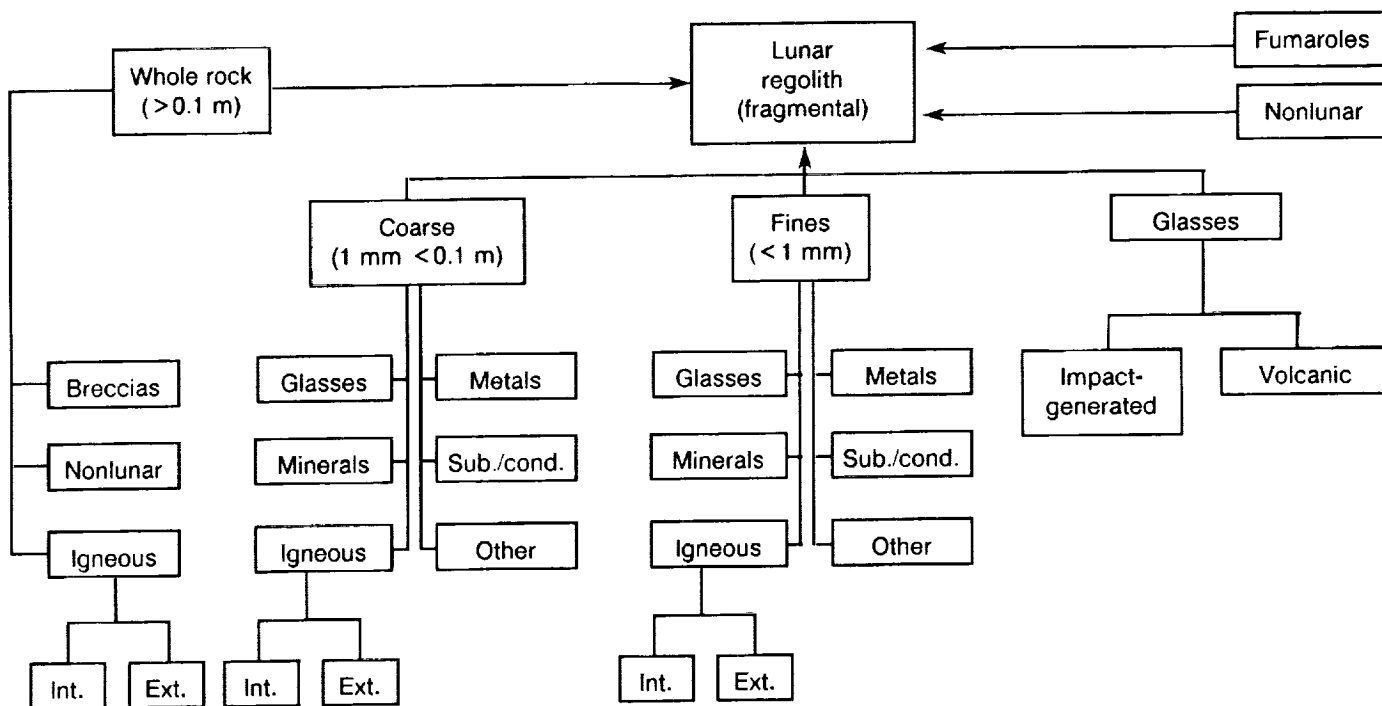 Whole rock
(>0.1 m)
Lunar
regolith
(fragmental)
Fumaroles
Nonlunar
Coarse
(1 mm <0.1 m)
Fines
(<1 mm)
Glasses
Impact-
generated
Volcanic
Breccias
Nonlunar
Igneous
Int.
Ext.
Glasses
Metals
Minerals
Sub./cond.
Igneous
Other
Int.
Ext.
Glasses
Metals
Minerals
Sub./cond.
Igneous
Other
Int.
Ext.